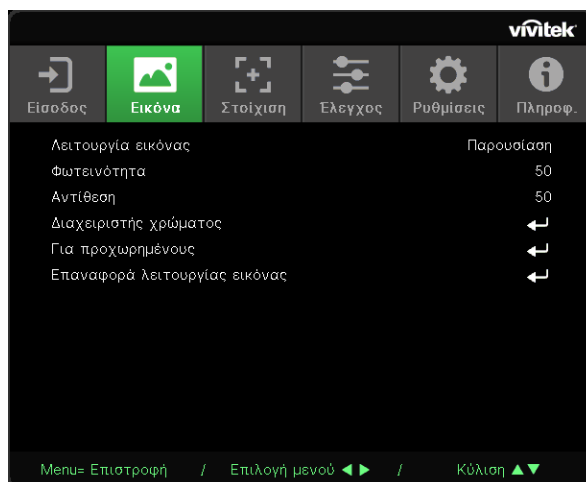 vivitek
Είσοδος Εικόνα Στοίχιση Έλεγχος Ρυθμίσεις Πληροφ.
Λειτουργία εικόνας Παρουσίαση
Φωτεινότητα 50
Αντίθεση 50
Διαχειριστής χρώματος
Για προχωρημένους
Επαναφορά λειτουργίας εικόνας
Menu= Επιστροφή / Επιλογή μενού ◀ ▶ / Κύλιση ▲▼